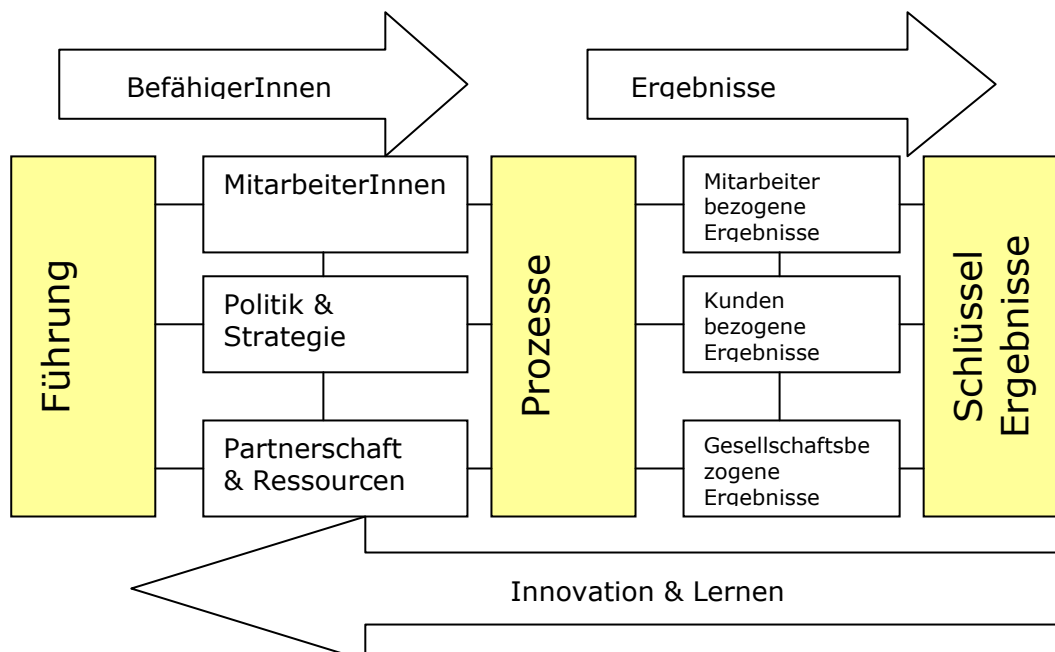 BefähigerInnen
Ergebnisse
Führung
MitarbeiterInnen
Politik &
Strategie
Partnerschaft
& Ressourcen
Prozesse
Mitarbeiter
bezogene
Ergebnisse
Kunden
bezogene
Ergebnisse
Gesellschaftsbe
zogene
Ergebnisse
Schlüssel
Ergebnisse
Innovation & Lernen